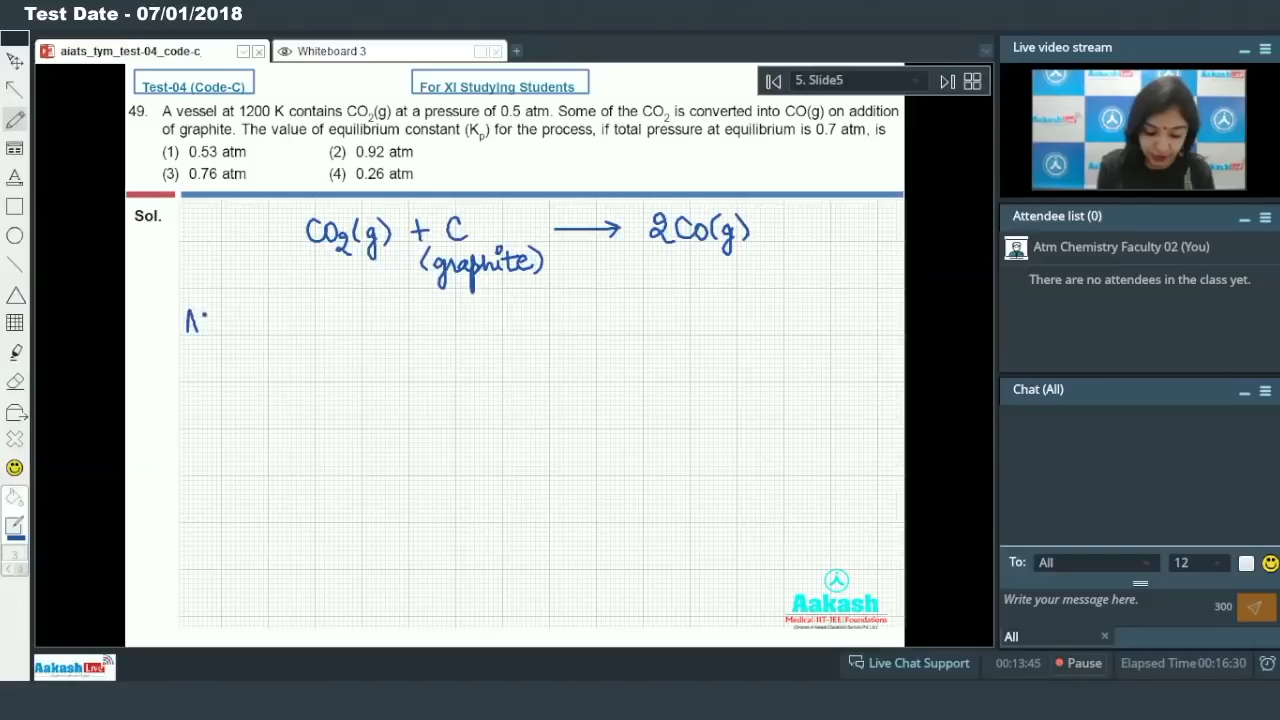 Test Date - 07/01/2018
aiats_tym_test-04_code-c
Whiteboard 3
Live video stream
Test-04 (Code-C)
For XI Studying Students
5. Slide5
49. A vessel at 1200 K contains CO2(g) at a pressure of 0.5 atm. Some of the CO2 is converted into CO(g) on addition
of graphite. The value of equilibrium constant (Kp) for the process, if total pressure at equilibrium is 0.7 atm, is
(1) 0.53 atm (2) 0.92 atm
(3) 0.76 atm (4) 0.26 atm
Sol.
CO2(g) + C → 2CO(g)
(graphite)
Attendee list (0)
Atm Chemistry Faculty 02 (You)
There are no attendees in the class yet.
Chat (All)
To: All 12
Write your message here.
300
All
Aakash
Medical IIT-JEE Foundations
Aakash Live
Live Chat Support
00:13:45
Pause
Elapsed Time 00:16:30
3